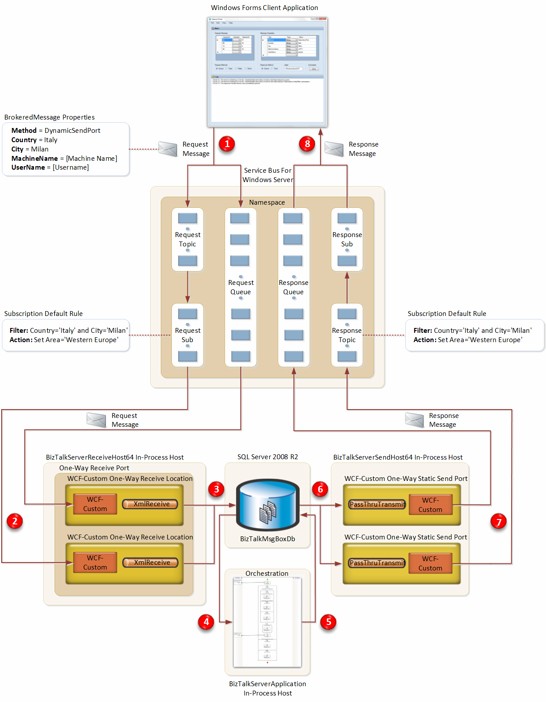 Windows Forms Client Application
BrokeredMessage Properties
Method = DynamicSendPort
Country = Italy
City = Milan
MachineName = [Machine Name]
UserName = [Username]
Request
Message
1
8
Response
Message
Service Bus For
Windows Server
Namespace
Request
Topic
Request
Queue
Response
Queue
Response
Sub
Request
Sub
Response
Topic
Subscription Default Rule
Filter: Country='Italy' and City='Milan'
Action: Set Area='Western Europe'
Subscription Default Rule
Filter: Country='Italy' and City='Milan'
Action: Set Area='Western Europe'
Request
Message
Response
Message
BizTalkServerReceiveHost64 In-Process Host
One-Way Receive Port
WCF-Custom One-Way Receive Location
WCF-
Custom
XmlReceive
WCF-Custom One-Way Receive Location
WCF-
Custom
XmlReceive
2
3
SQL Server 2008 R2
BizTalkMsgBoxDb
6
BizTalkServerSendHost64 In-Process Host
WCF-Custom One-Way Static Send Port
PassThruTransmit
WCF-
Custom
WCF-Custom One-Way Static Send Port
PassThruTransmit
WCF-
Custom
7
Orchestration
4
5
BizTalkServerApplication
In-Process Host